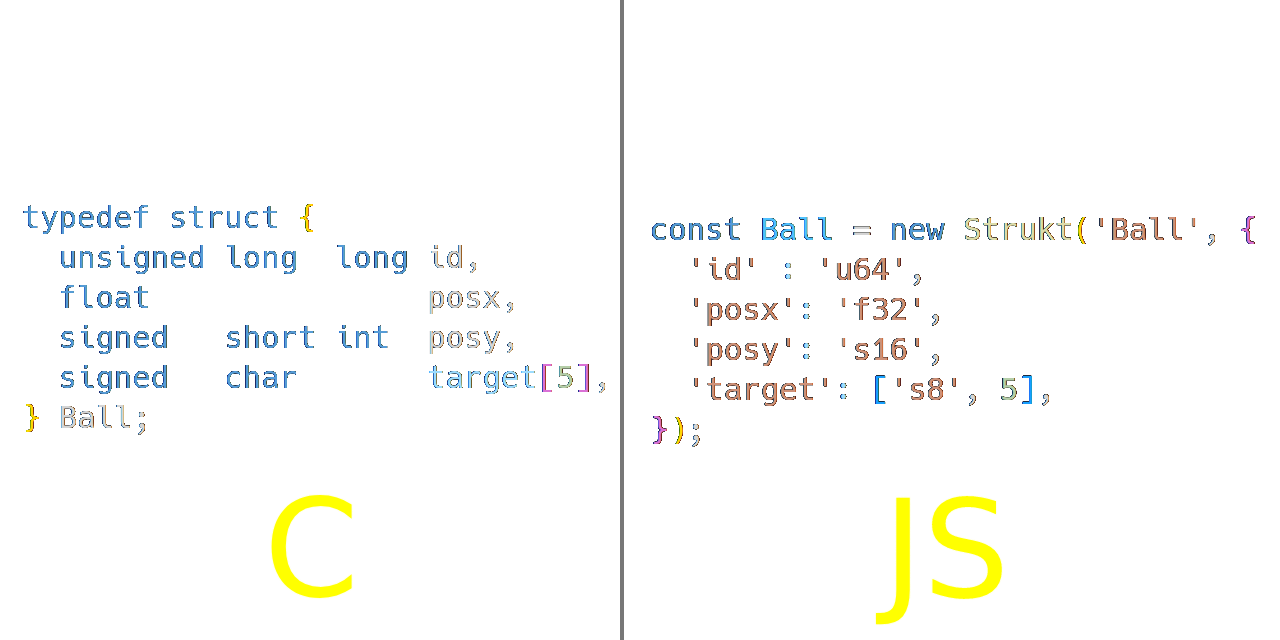 typedef struct {
  unsigned long  long id,
  float               posx,
  signed   short int  posy,
  signed   char       target[5],
} Ball;
C
const Ball = new Strukt('Ball', {
  'id' : 'u64',
  'posx': 'f32',
  'posy': 's16',
  'target': ['s8', 5],
});
JS